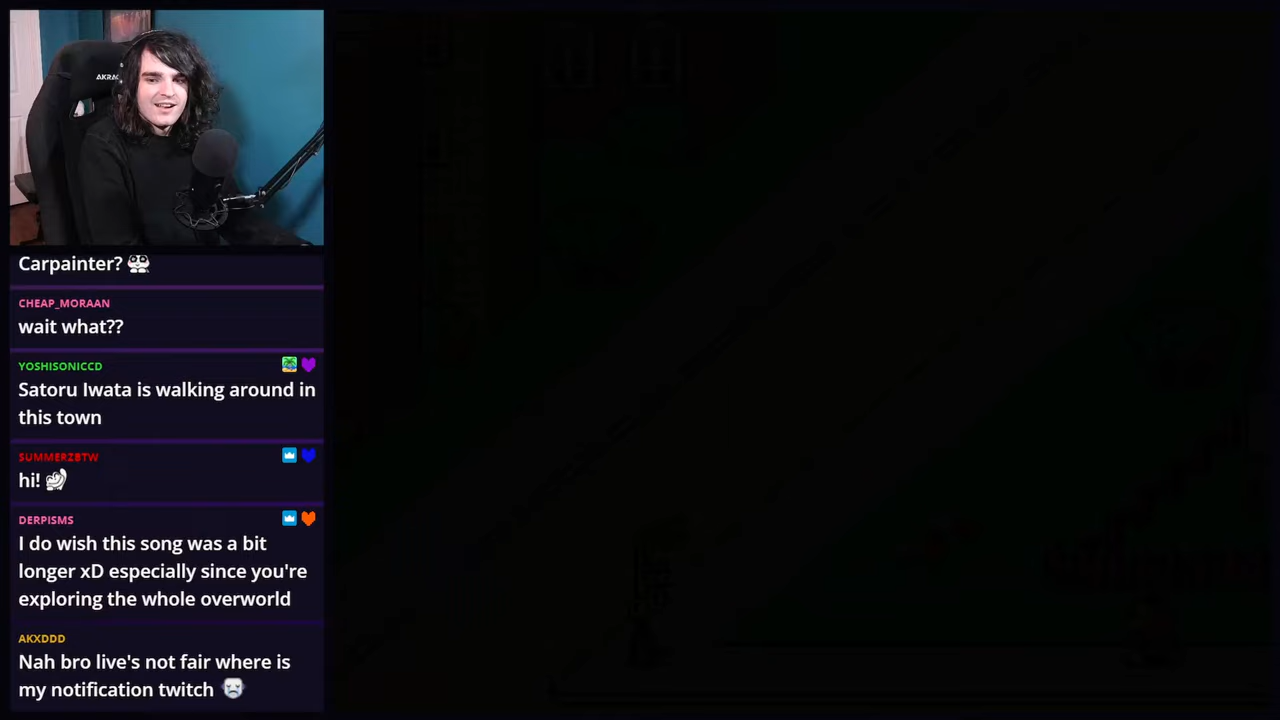 AKRAC
Carpainter?
CHEAP_MORAAN
wait what??
YOSHISONICCD
Satoru Iwata is walking around in
this town
SUMMERZBTW
hi!
DERPISMS
I do wish this song was a bit
longer xD especially since you're
exploring the whole overworld
AKXDDD
Nah bro live's not fair where is
my notification twitch